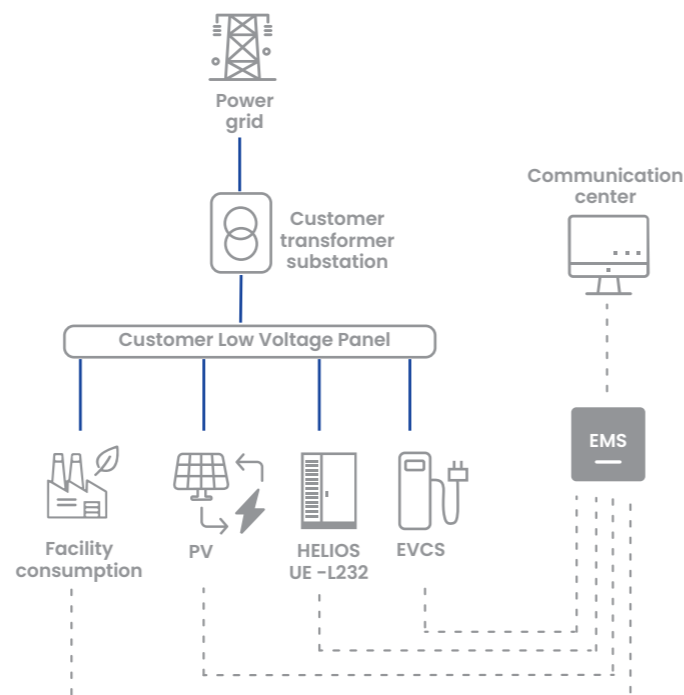 Power
grid
Communication
center
Customer
transformer
substation
Customer Low Voltage Panel
EMS
Facility
consumption
PV
HELIOS
UE -L232
EVCS